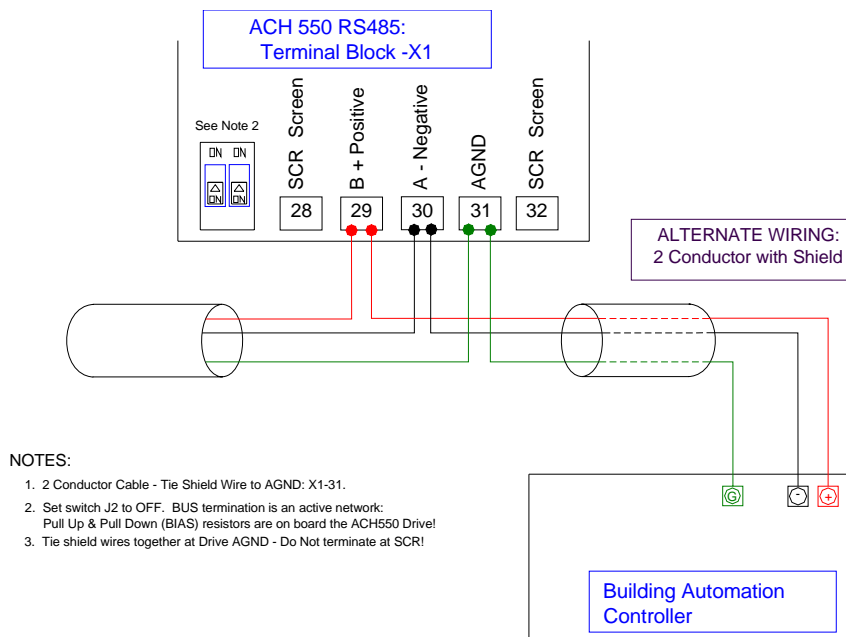 ACH 550 RS485:
Terminal Block -X1
See Note 2
ON ON
ON ON
SCR Screen
B + Positive
A - Negative
AGND
SCR Screen
28
29
30
31
32
ALTERNATE WIRING:
2 Conductor with Shield
NOTES:
1. 2 Conductor Cable - Tie Shield Wire to AGND: X1-31.
2. Set switch J2 to OFF. BUS termination is an active network:
Pull Up & Pull Down (BIAS) resistors are on board the ACH550 Drive!
3. Tie shield wires together at Drive AGND - Do Not terminate at SCR!
G
-
+
Building Automation
Controller